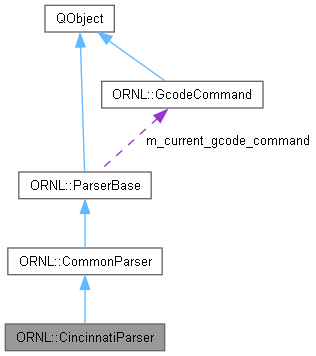 QObject
ORNL::GcodeCommand
m_current_gcode_command
ORNL::ParserBase
ORNL::CommonParser
ORNL::CincinnatiParser